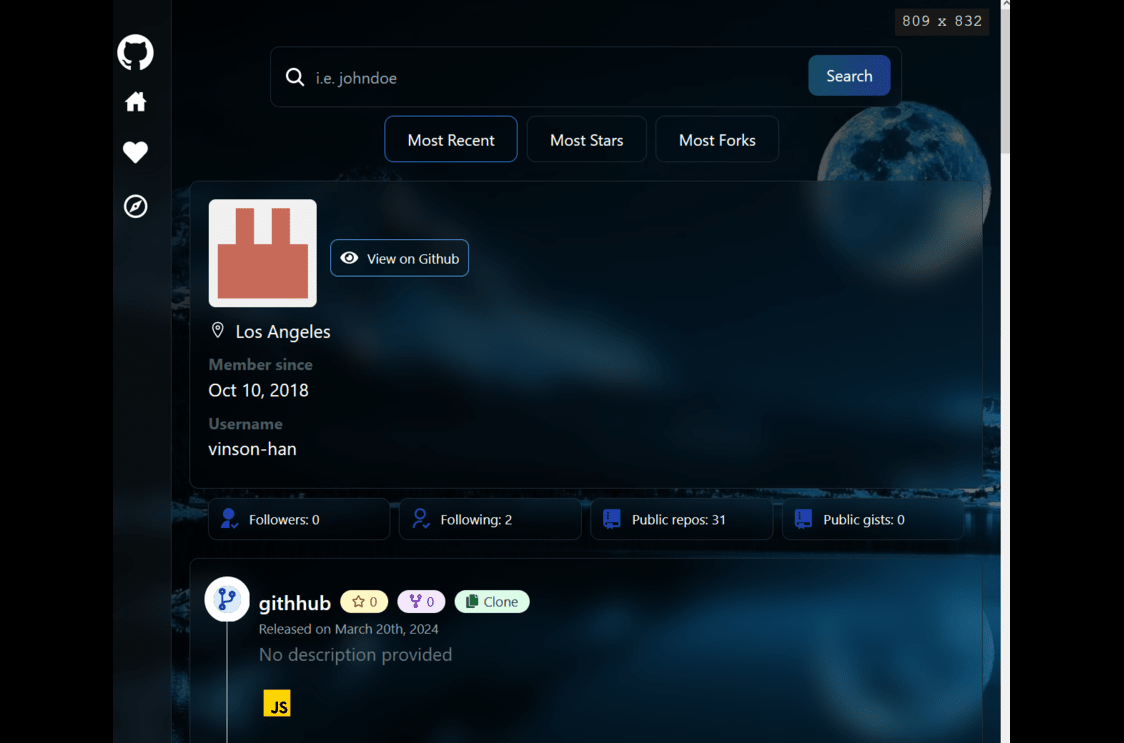 809 x 832
i.e. johndoe
Search
Most Recent
Most Stars
Most Forks
View on Github
Los Angeles
Member since
Oct 10, 2018
Username
vinson-han
Followers: 0
Following: 2
Public repos: 31
Public gists: 0
githhub 0 0 Clone
Released on March 20th, 2024
No description provided
JS